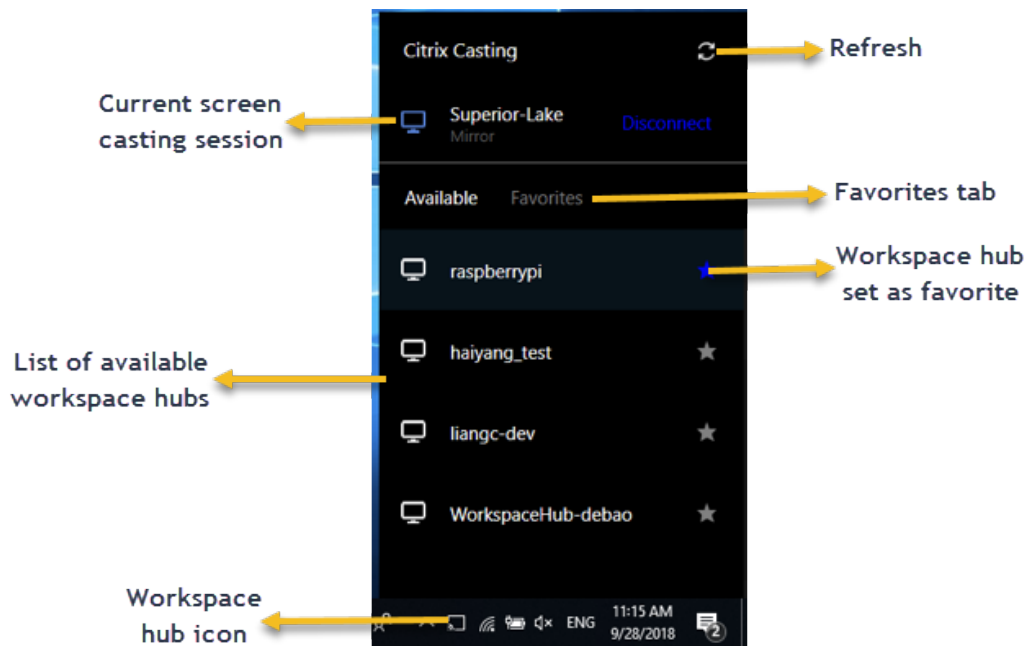 Citrix Casting
Refresh
Current screen
casting session
Superior-Lake
Mirror
Disconnect
Available
Favorites
Favorites tab
raspberrypi
Workspace hub
set as favorite
haiyang_test
List of available
workspace hubs
liangc-dev
WorkspaceHub-debao
Workspace
hub icon
ENG
11:15 AM
9/28/2018
2